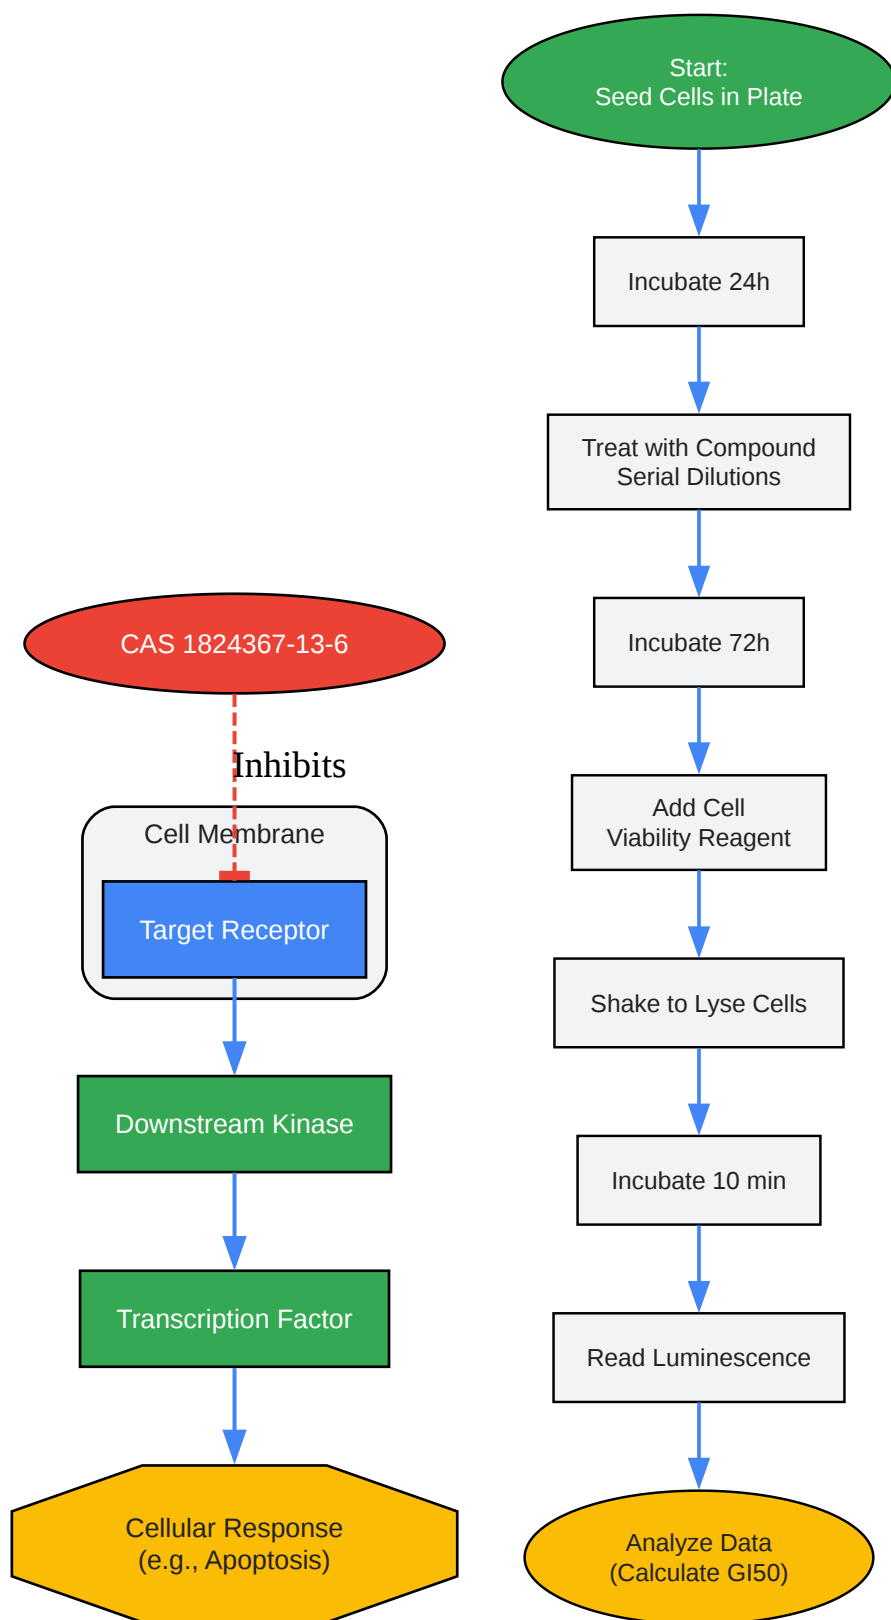 Start:
Seed Cells in Plate
Incubate 24h
Treat with Compound
Serial Dilutions
Incubate 72h
Add Cell
Viability Reagent
Shake to Lyse Cells
Incubate 10 min
Read Luminescence
Analyze Data
(Calculate GI50)
CAS 1824367-13-6
Inhibits
Cell Membrane
Target Receptor
Downstream Kinase
Transcription Factor
Cellular Response
(e.g., Apoptosis)